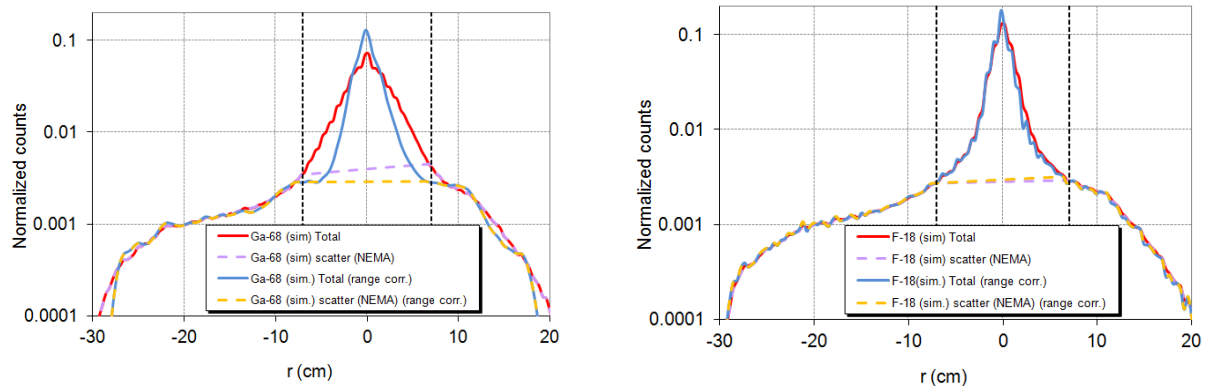 Normalized counts
0.1
0.01
0.001
0.0001
Ga-68 (sim) Total
Ga-68 (sim) scatter (NEMA)
Ga-68 (sim.) Total (range corr.)
Ga-68 (sim.) scatter (NEMA) (range corr.)
-30 -20 -10 0 10 20
r (cm)
Normalized counts
0.1
0.01
0.001
0.0001
F-18 (sim) Total
F-18 (sim) scatter (NEMA)
F-18(sim.) Total (range corr.)
F-18 (sim.) scatter (NEMA) (range corr.)
-30 -20 -10 0 10 20
r (cm)